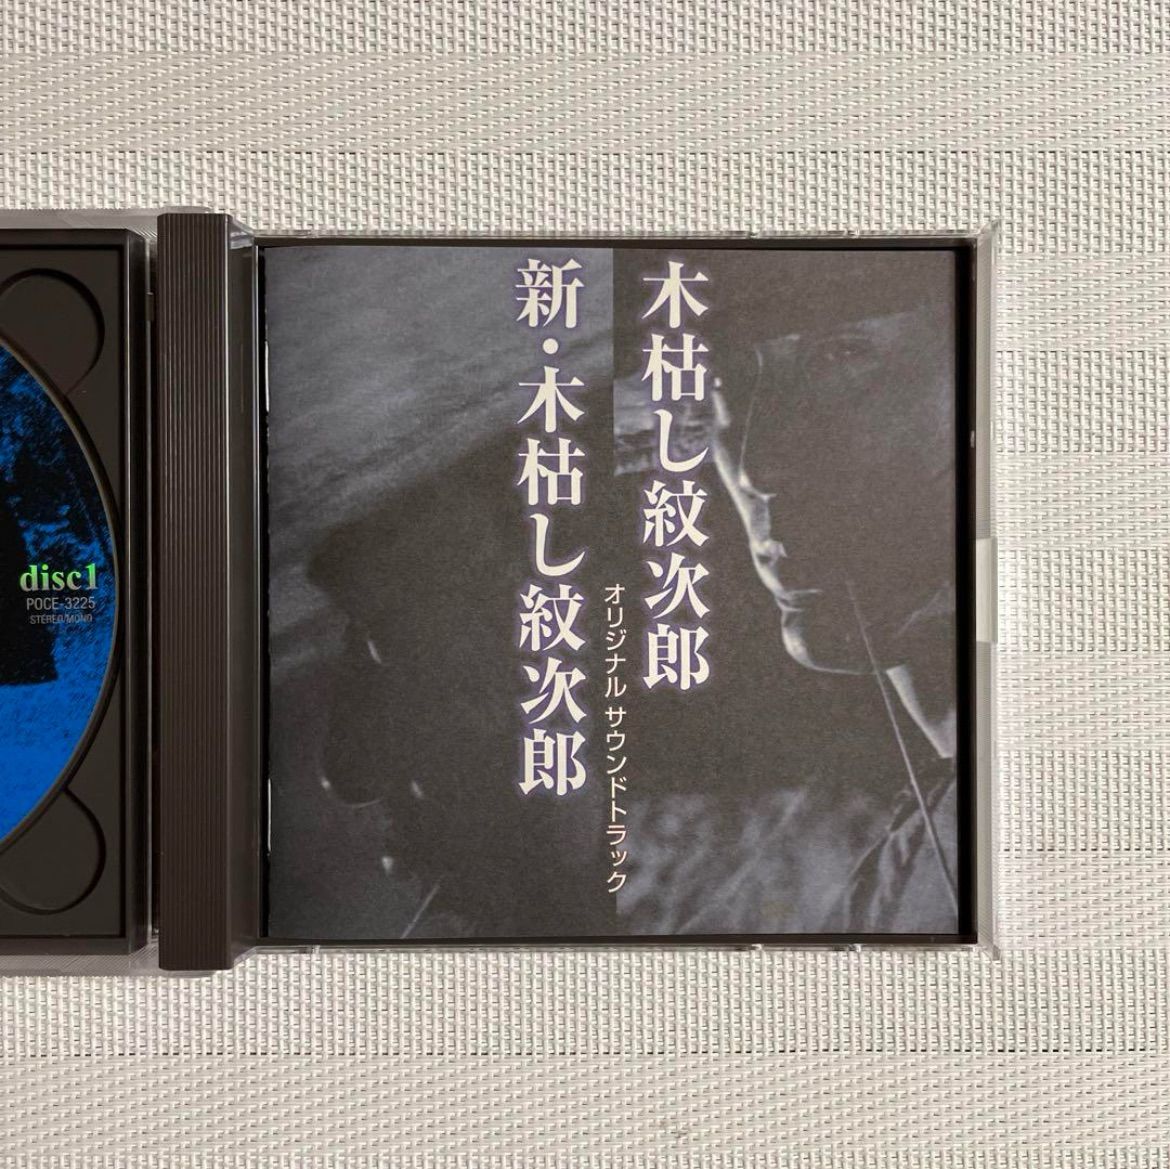 木枯し紋次郎
新・木枯し紋次郎
オリジナル サウンドトラック
disc1
POCE-3225
STEREO/MONO